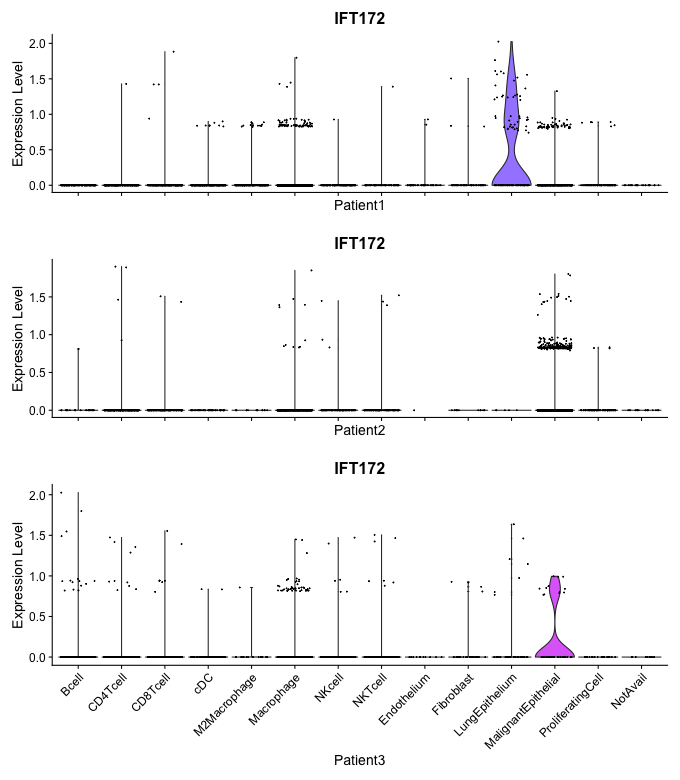 IFT172
Expression Level
2.0
1.5
1.0
0.5
0.0
Patient1
IFT172
Expression Level
1.5
1.0
0.5
0.0
Patient2
IFT172
Expression Level
2.0
1.5
1.0
0.5
0.0
Bcell
CD4Tcell
CD8Tcell
cDC
M2Macrophage
Macrophage
NKcell
NKTcell
Endothelium
Fibroblast
LungEpithelium
MalignantEpithelial
ProliferatingCell
NotAvail
Patient3